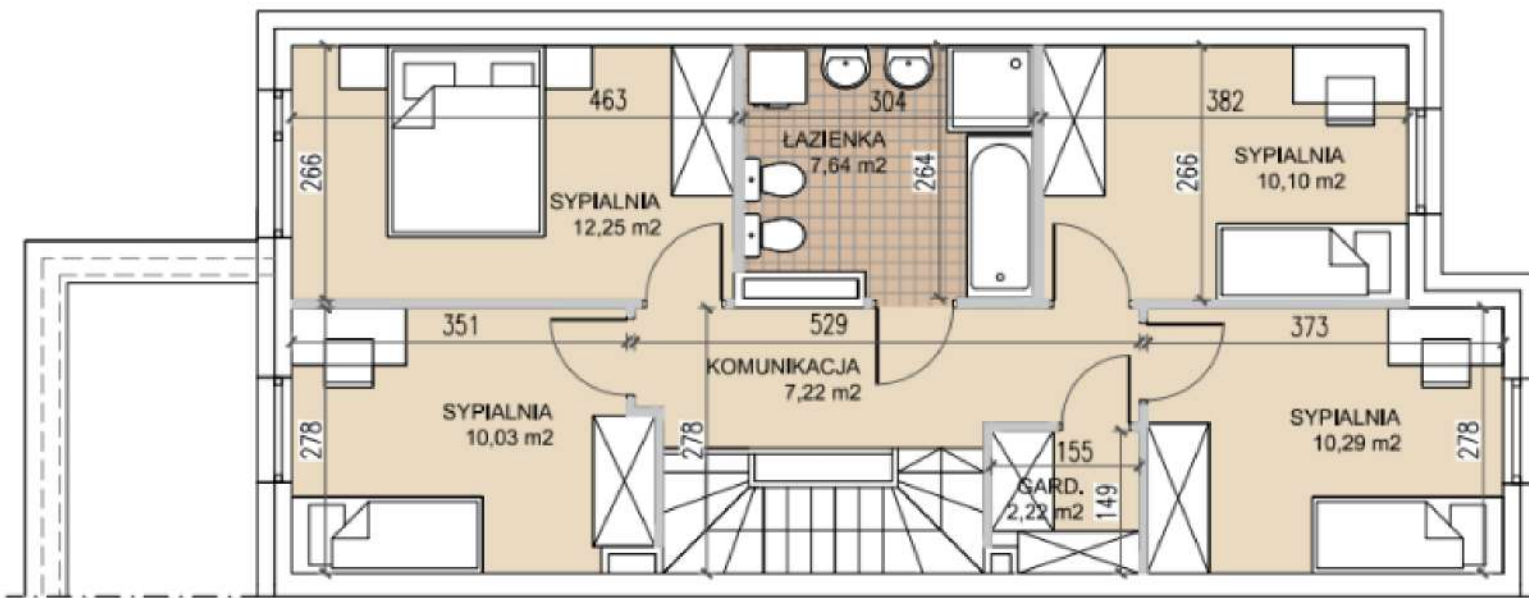 463
304
382
ŁAZIENKA
7,64 m2
266
264
266
SYPIALNIA
10,10 m2
SYPIALNIA
12,25 m2
351
529
373
KOMUNIKACJA
7,22 m2
SYPIALNIA
10,03 m2
278
278
155
149
GARD.
2,22 m2
SYPIALNIA
10,29 m2
278